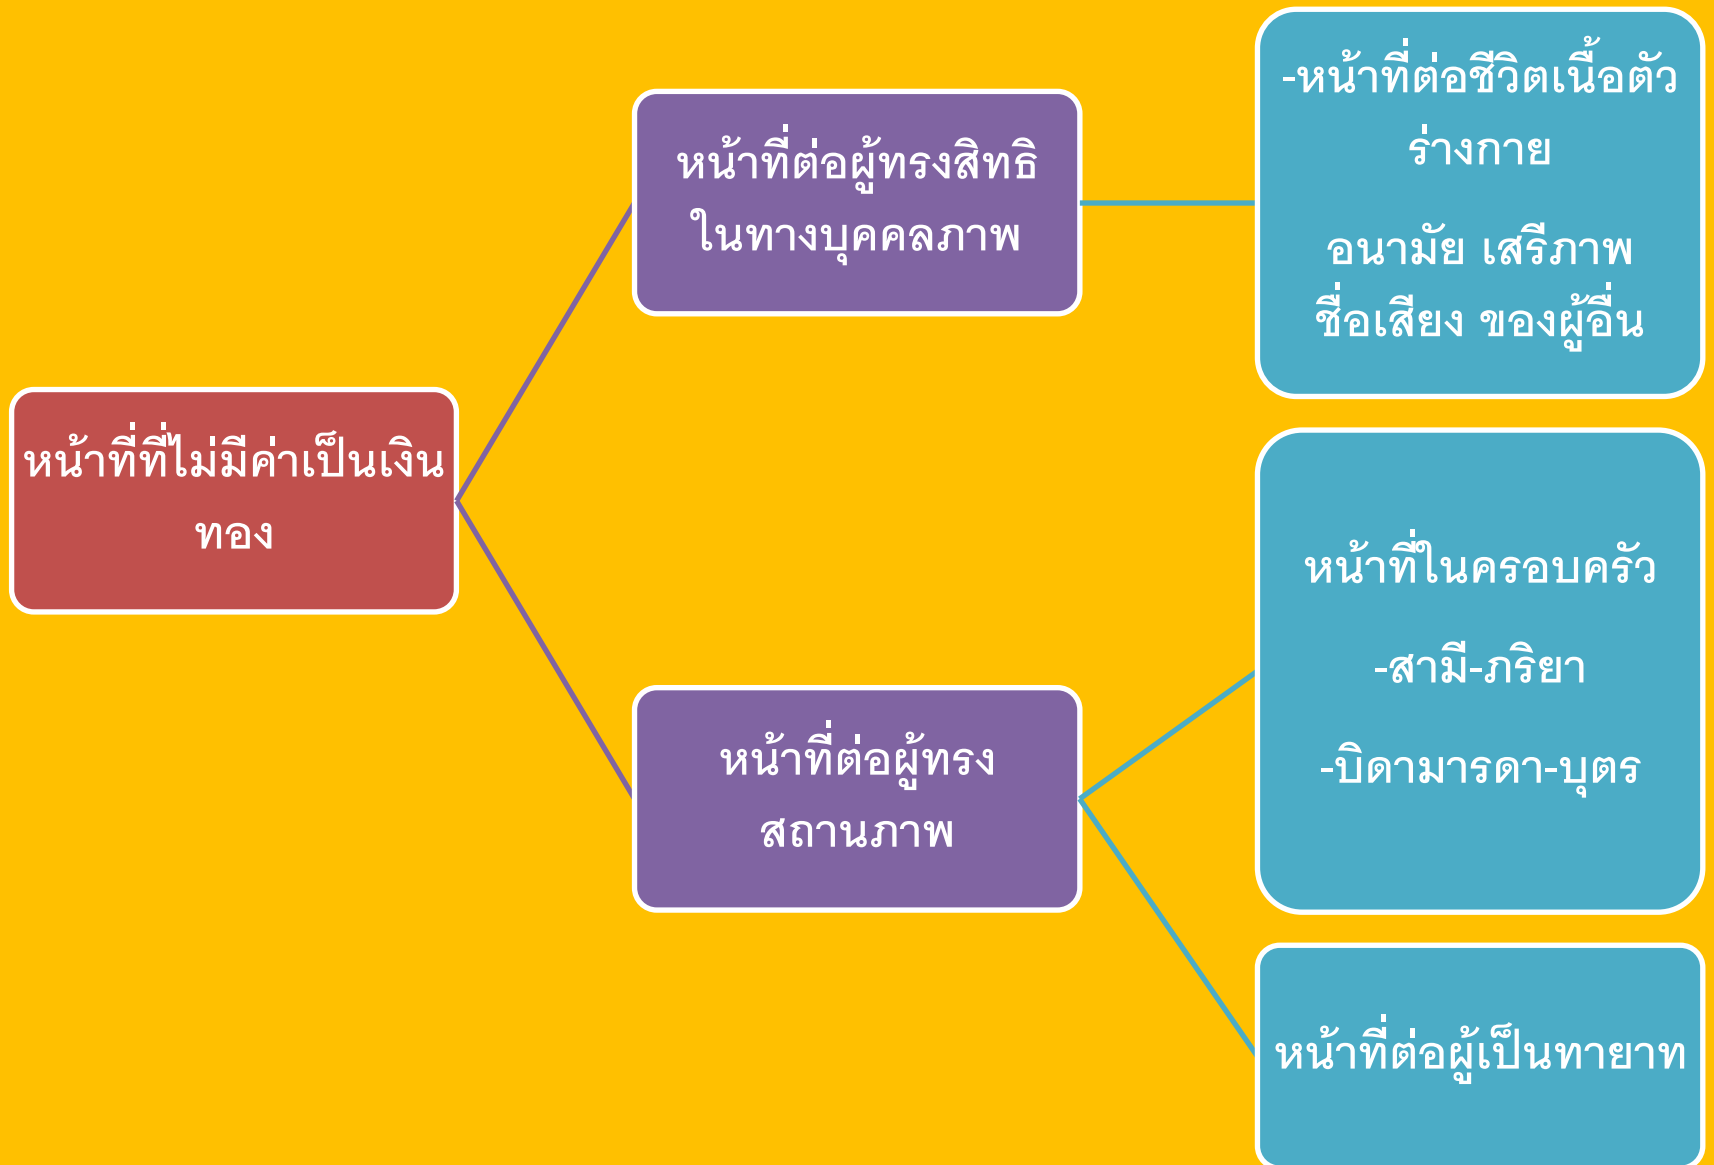 หน้าที่ที่ไม่มีค่าเป็นเงิน
ทอง
หน้าที่ต่อผู้ทรงสิทธิ
ในทางบุคคลภาพ
-หน้าที่ต่อชีวิตเนื้อตัว
ร่างกาย
อนามัย เสรีภาพ
ชื่อเสียง ของผู้อื่น
หน้าที่ต่อผู้ทรง
สถานภาพ
หน้าที่ในครอบครัว
-สามี-ภริยา
-บิดามารดา-บุตร
หน้าที่ต่อผู้เป็นทายาท